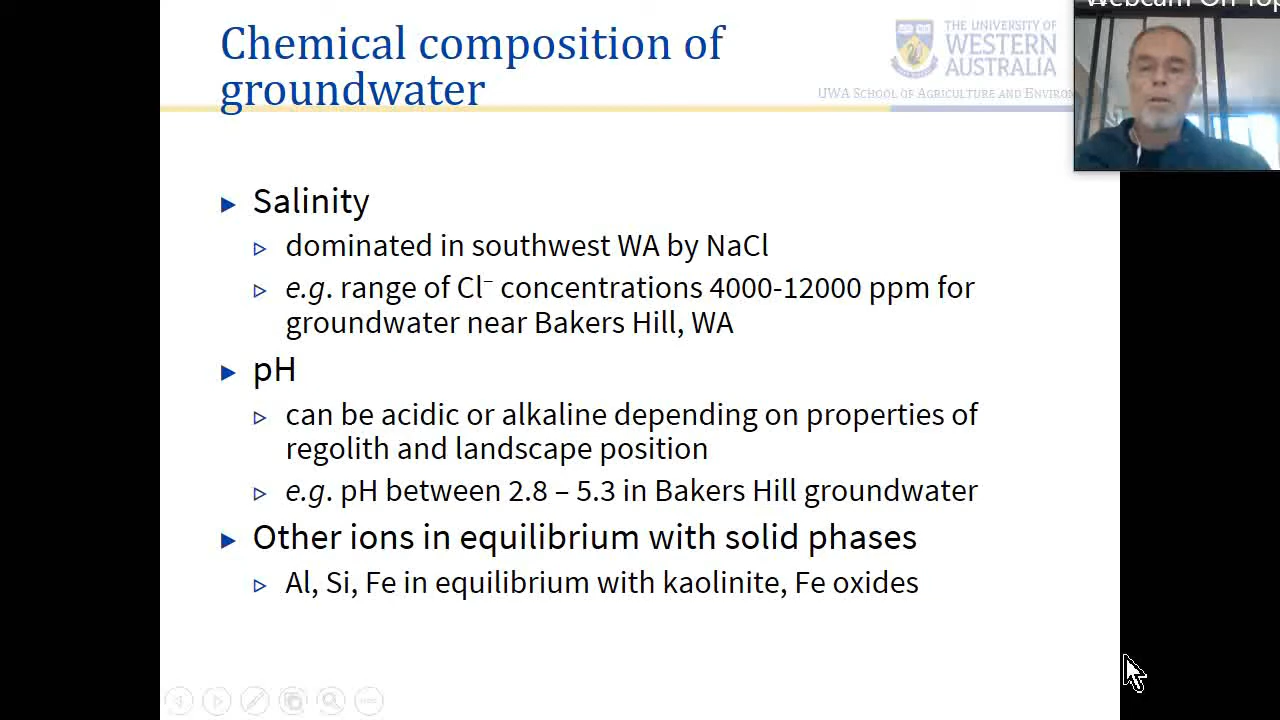 Chemical composition of
groundwater
THE UNIVERSITY OF
WESTERN
AUSTRALIA
UWA SCHOOL OF AGRICULTURE AND
Webcam On Top
▶ Salinity
▷ dominated in southwest WA by NaCl
▷ e.g. range of Cl⁻ concentrations 4000-12000 ppm for
groundwater near Bakers Hill, WA
▶ pH
▷ can be acidic or alkaline depending on properties of
regolith and landscape position
▷ e.g. pH between 2.8 – 5.3 in Bakers Hill groundwater
▶ Other ions in equilibrium with solid phases
▷ Al, Si, Fe in equilibrium with kaolinite, Fe oxides